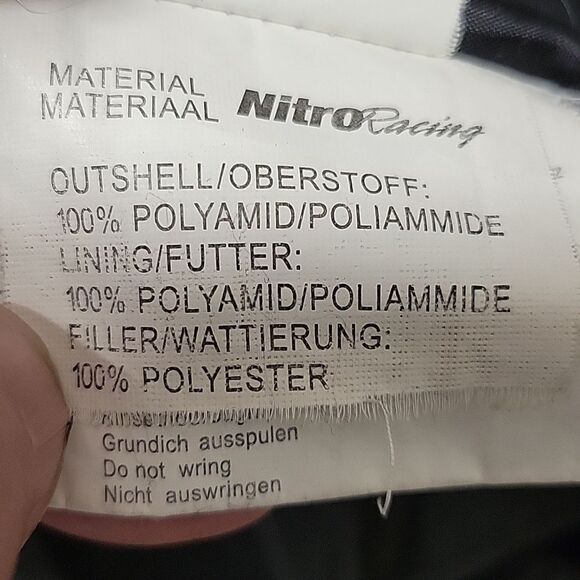 MATERIAL
MATERIAAL NitroRacing
OUTSHELL/OBERSTOFF:
100% POLYAMID/POLIAMMIDE
LINING/FUTTER:
100% POLYAMID/POLIAMMIDE
FILLER/WATTIERUNG:
100% POLYESTER
Grundich ausspulen
Do not wring
Nicht auswringen